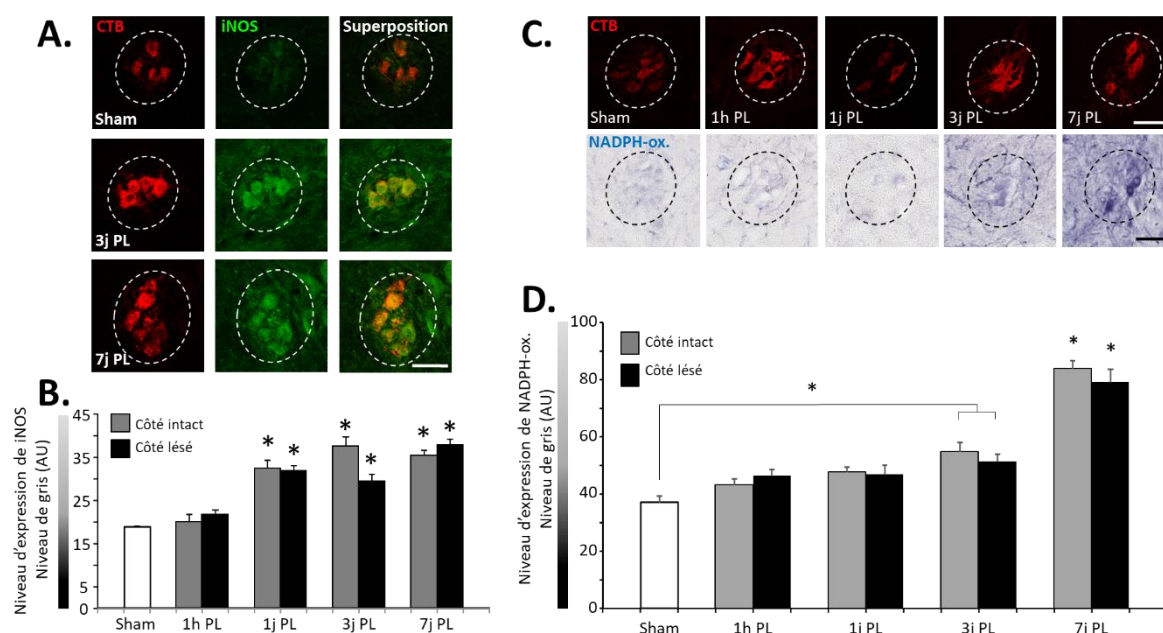 A.
CTB
iNOS
Superposition
Sham
3j PL
7j PL
B.
Niveau d'expression de iNOS
Niveau de gris (AU)
45
35
25
15
5
0
Côté intact
Côté lésé
*
*
*
*
*
*
Sham
1h PL
1j PL
3j PL
7j PL
C.
CTB
Sham
1h PL
1j PL
3j PL
7j PL
NADPH-ox.
D.
Niveau d'expression de NADPH-ox.
Niveau de gris (AU)
100
80
60
40
20
0
Côté intact
Côté lésé
*
*
*
Sham
1h PL
1j PL
3j PL
7j PL